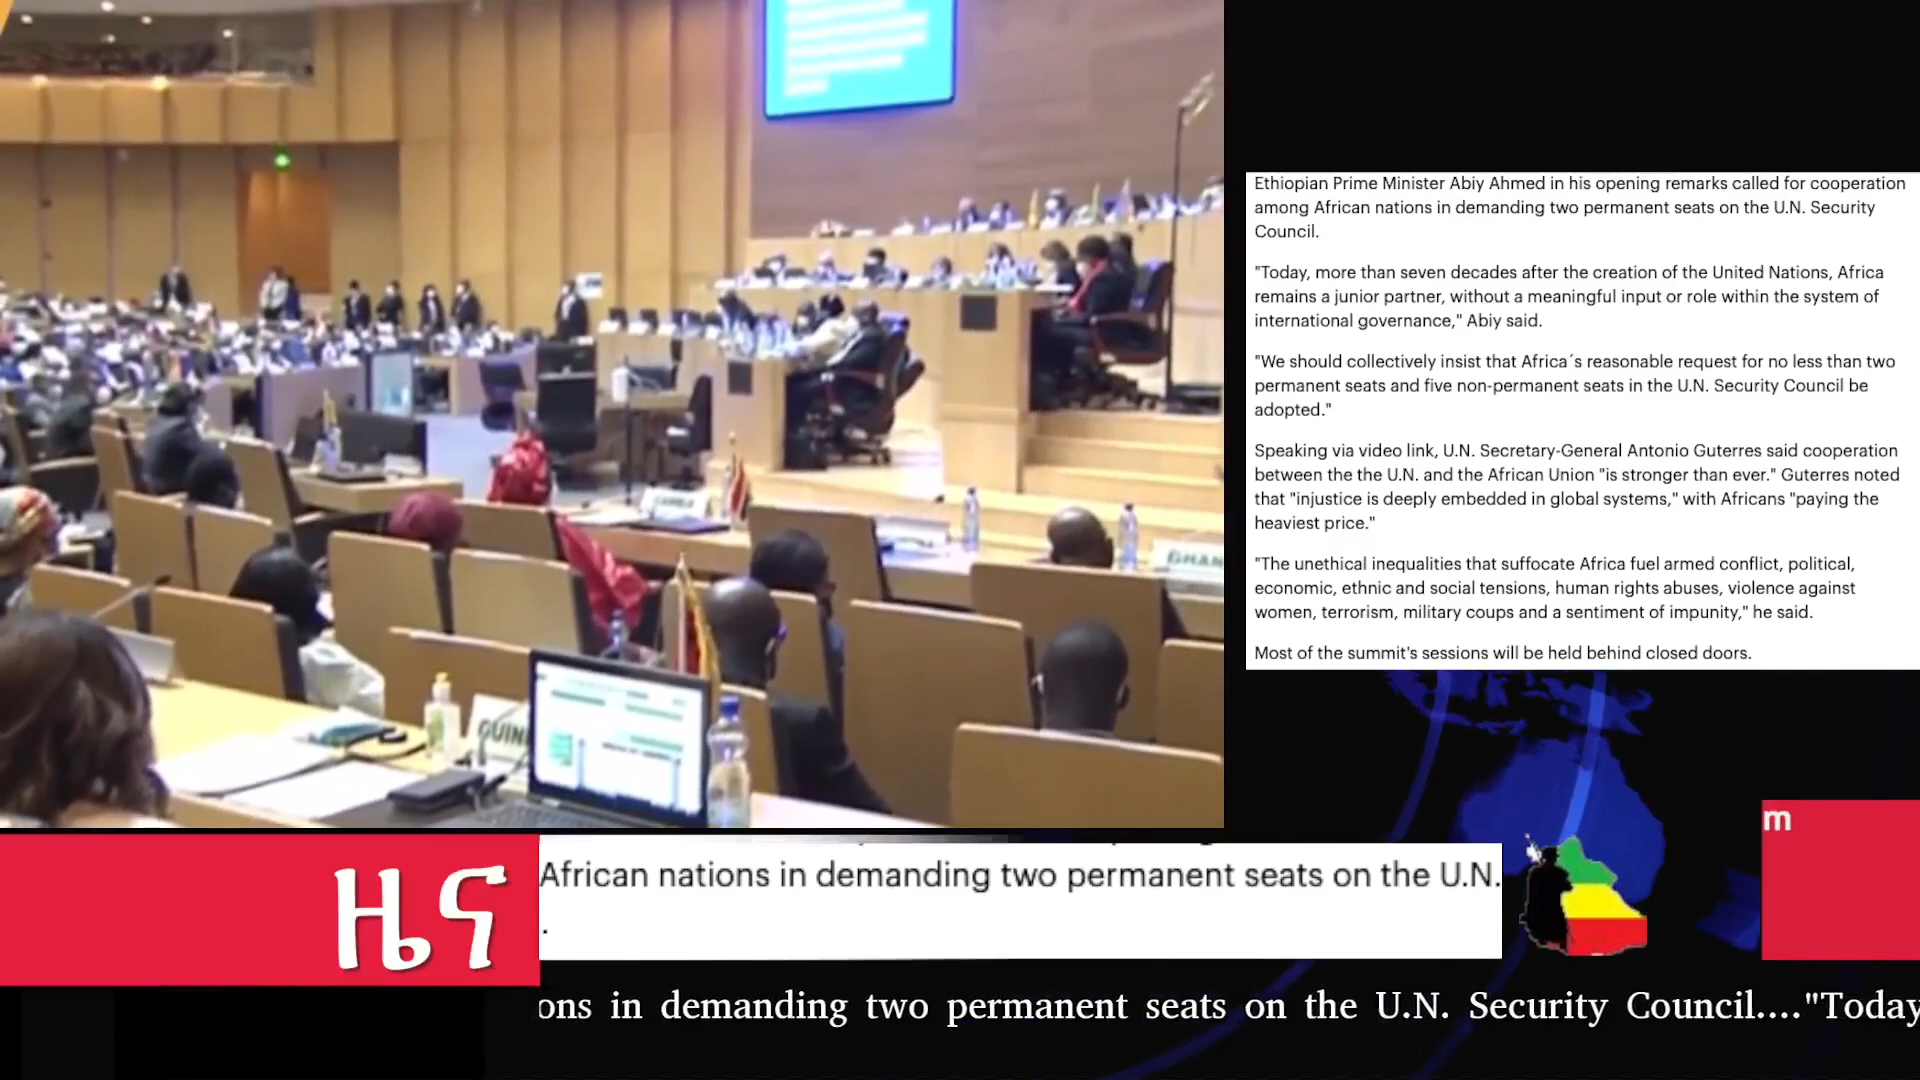 Ethiopian Prime Minister Abiy Ahmed in his opening remarks called for cooperation
among African nations in demanding two permanent seats on the U.N. Security
Council.
"Today, more than seven decades after the creation of the United Nations, Africa
remains a junior partner, without a meaningful input or role within the system of
international governance," Abiy said.
"We should collectively insist that Africa´s reasonable request for no less than two
permanent seats and five non-permanent seats in the U.N. Security Council be
adopted."
Speaking via video link, U.N. Secretary-General Antonio Guterres said cooperation
between the the U.N. and the African Union "is stronger than ever." Guterres noted
that "injustice is deeply embedded in global systems," with Africans "paying the
heaviest price."
"The unethical inequalities that suffocate Africa fuel armed conflict, political,
economic, ethnic and social tensions, human rights abuses, violence against
women, terrorism, military coups and a sentiment of impunity," he said.
Most of the summit's sessions will be held behind closed doors.
GHAN
GUIN
m
ዜና
African nations in demanding two permanent seats on the U.N.
.
ons in demanding two permanent seats on the U.N. Security Council...."Today